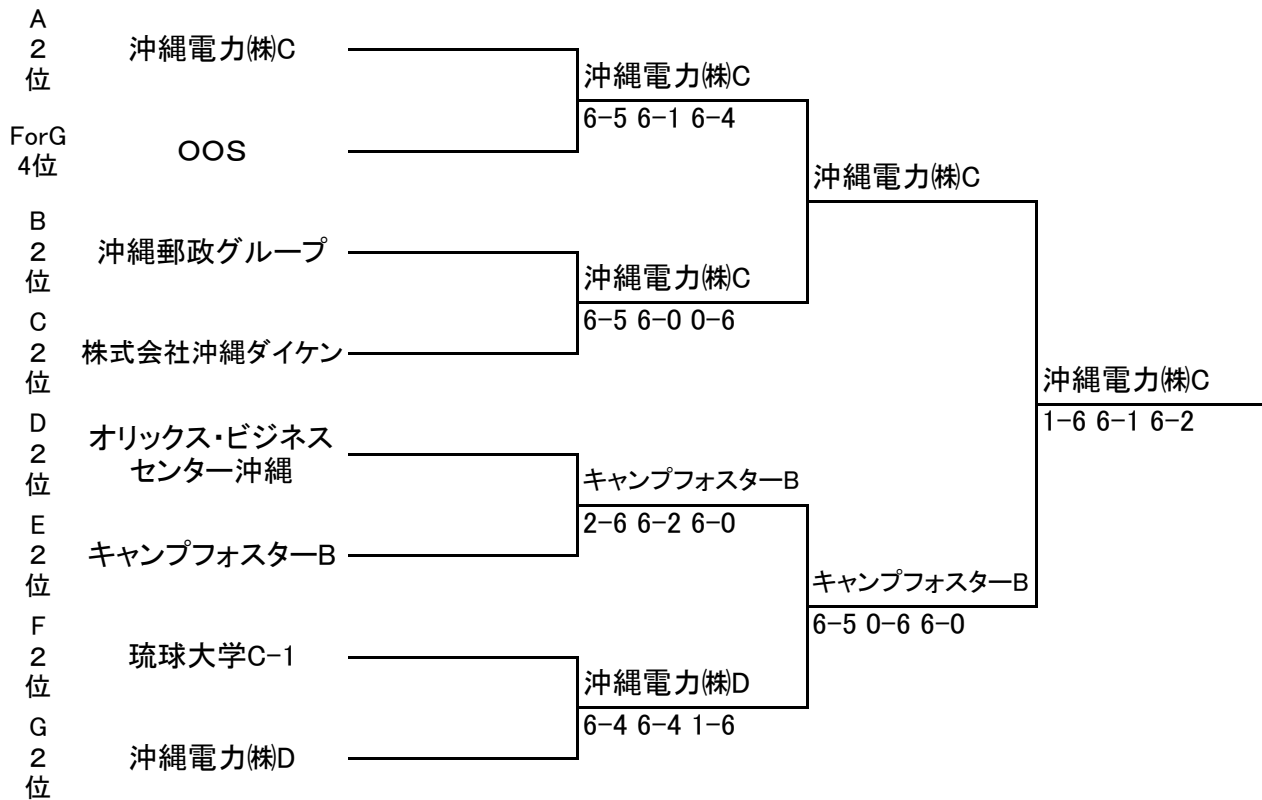 A
2
位
沖縄電力㈱C
沖縄電力㈱C
6-5 6-1 6-4
ForG
4位
OOS
沖縄電力㈱C
B
2
位
沖縄郵政グループ
沖縄電力㈱C
6-5 6-0 0-6
C
2
位
株式会社沖縄ダイケン
沖縄電力㈱C
1-6 6-1 6-2
D
2
位
オリックス・ビジネス
センター沖縄
キャンプフォスターB
2-6 6-2 6-0
E
2
位
キャンプフォスターB
キャンプフォスターB
6-5 0-6 6-0
F
2
位
琉球大学C-1
沖縄電力㈱D
6-4 6-4 1-6
G
2
位
沖縄電力㈱D